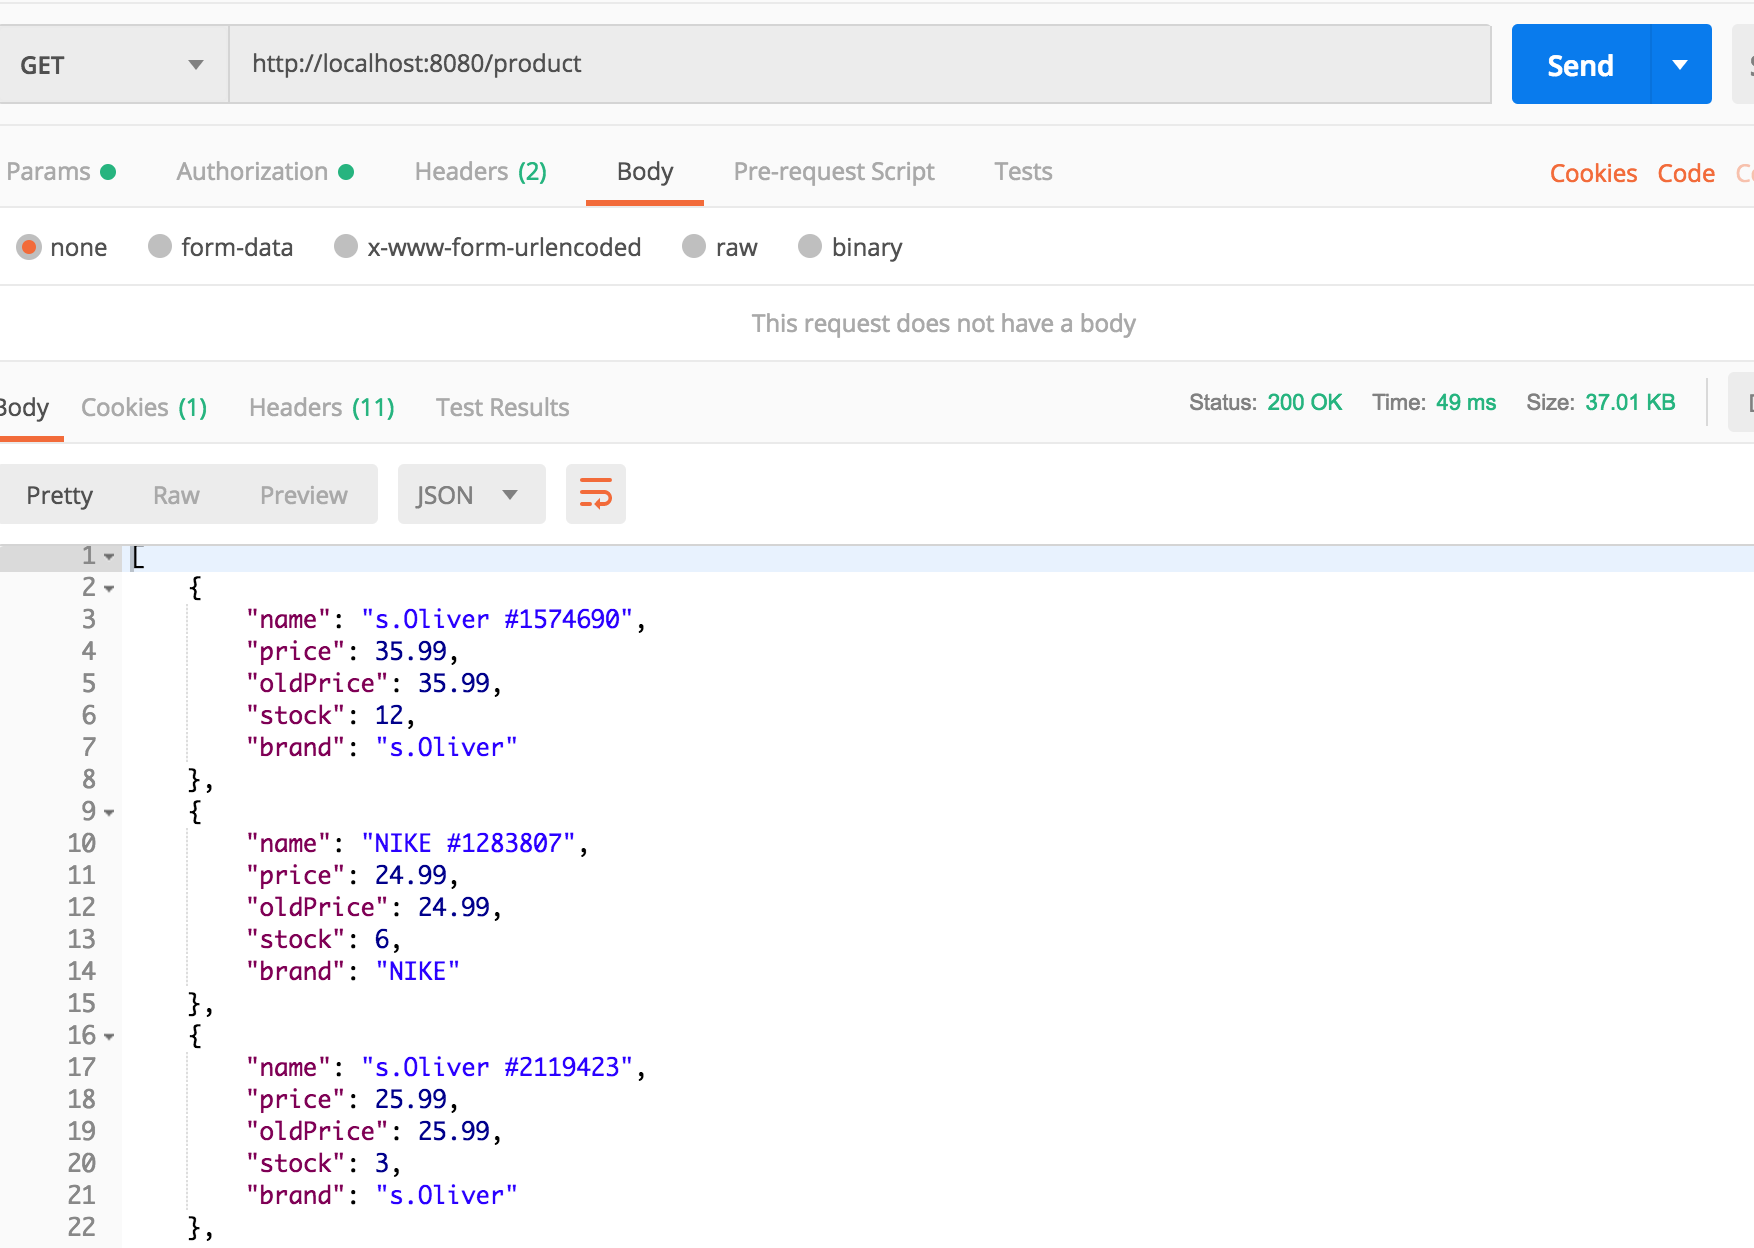 GET http://localhost:8080/product Send
Params Authorization Headers (2) Body Pre-request Script Tests Cookies Code
none form-data x-www-form-urlencoded raw binary
This request does not have a body
Body Cookies (1) Headers (11) Test Results Status: 200 OK Time: 49 ms Size: 37.01 KB
Pretty Raw Preview JSON
1 [
2 {
3 "name": "s.Oliver #1574690",
4 "price": 35.99,
5 "oldPrice": 35.99,
6 "stock": 12,
7 "brand": "s.Oliver"
8 },
9 {
10 "name": "NIKE #1283807",
11 "price": 24.99,
12 "oldPrice": 24.99,
13 "stock": 6,
14 "brand": "NIKE"
15 },
16 {
17 "name": "s.Oliver #2119423",
18 "price": 25.99,
19 "oldPrice": 25.99,
20 "stock": 3,
21 "brand": "s.Oliver"
22 },